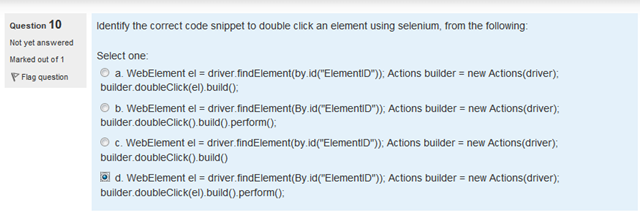 Question 10
Not yet answered
Marked out of 1
Flag question
Identify the correct code snippet to double click an element using selenium, from the following:
Select one:
a. WebElement el = driver.findElement(by.id("ElementID")); Actions builder = new Actions(driver);
builder.doubleClick(el).build();
b. WebElement el = driver.findElement(By.id("ElementID")); Actions builder = new Actions(driver);
builder.doubleClick().build().perform();
c. WebElement el = driver.findElement(By.id("ElementID")); Actions builder = new Actions(driver);
builder.doubleClick().build()
d. WebElement el = driver.findElement(By.id("ElementID")); Actions builder = new Actions(driver);
builder.doubleClick(el).build().perform();